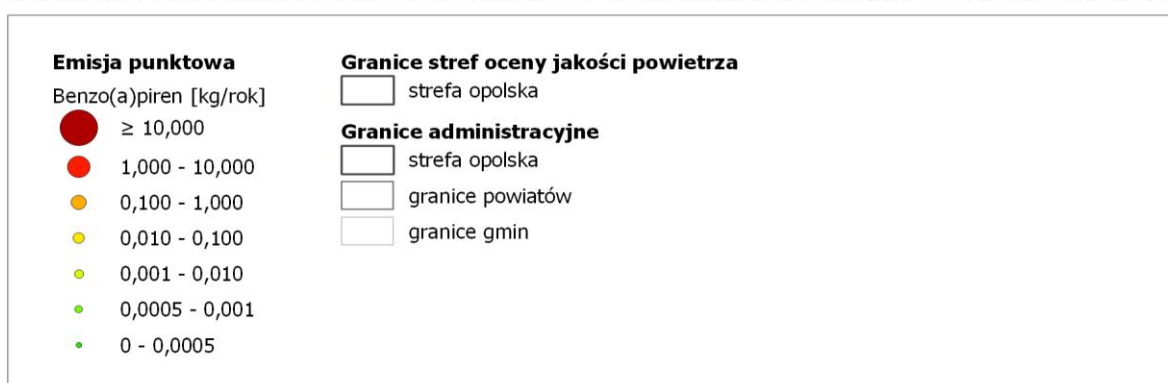 Emisja punktowa
Benzo(a)piren [kg/rok]
≥ 10,000
1,000 - 10,000
0,100 - 1,000
0,010 - 0,100
0,001 - 0,010
0,0005 - 0,001
0 - 0,0005
Granice stref oceny jakości powietrza
strefa opolska
Granice administracyjne
strefa opolska
granice powiatów
granice gmin